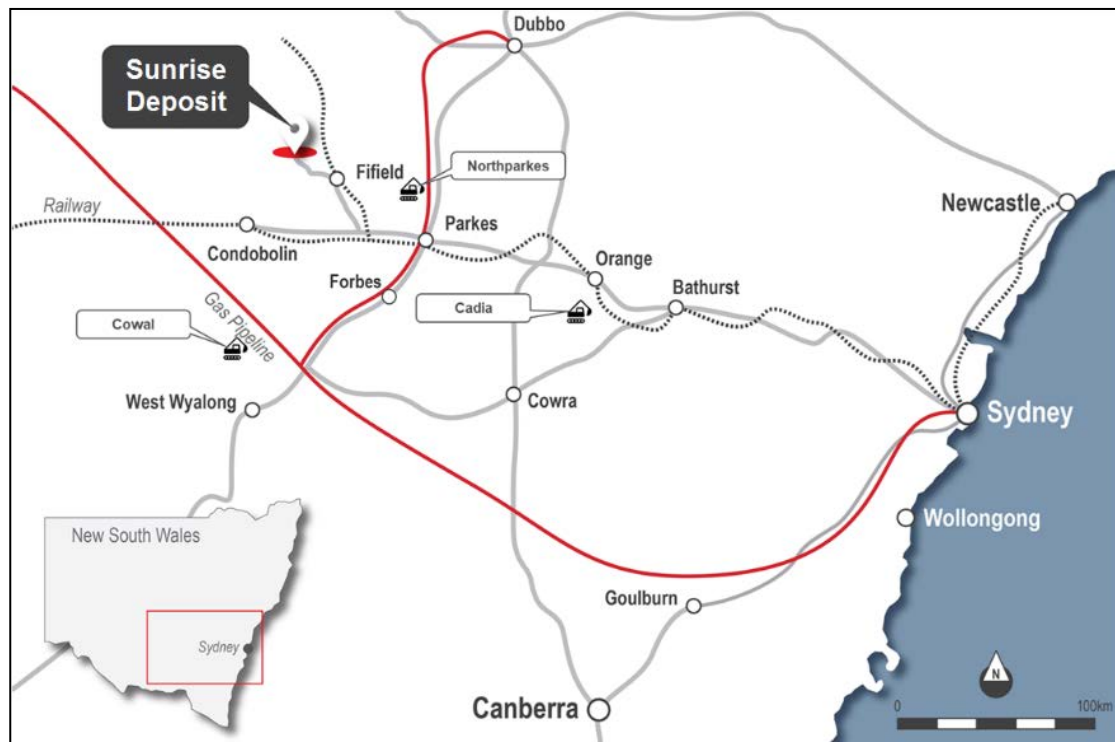 Dubbo
Sunrise
Deposit
Northparkes
Fifield
Newcastle
Railway
Parkes
Condobolin
Orange
Forbes
Bathurst
Gas Pipeline
Cadia
Cowal
West Wyalong
Cowra
Sydney
New South Wales
Wollongong
Goulburn
Sydney
N
Canberra
0
100km